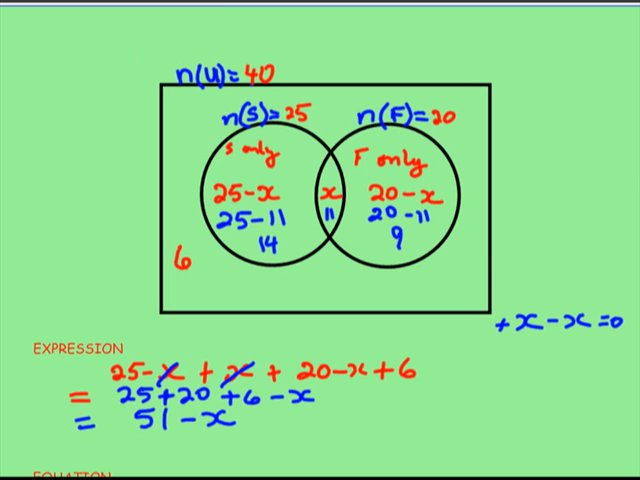 n(U)=40
n(S)=25 n(F)=20
S only F only
25-x x 20-x
25-11 11 20-11
14 9
6
+x-x=0
EXPRESSION
25-x + x + 20-x+6
= 25+20+6-x
= 51-x
EQUATION